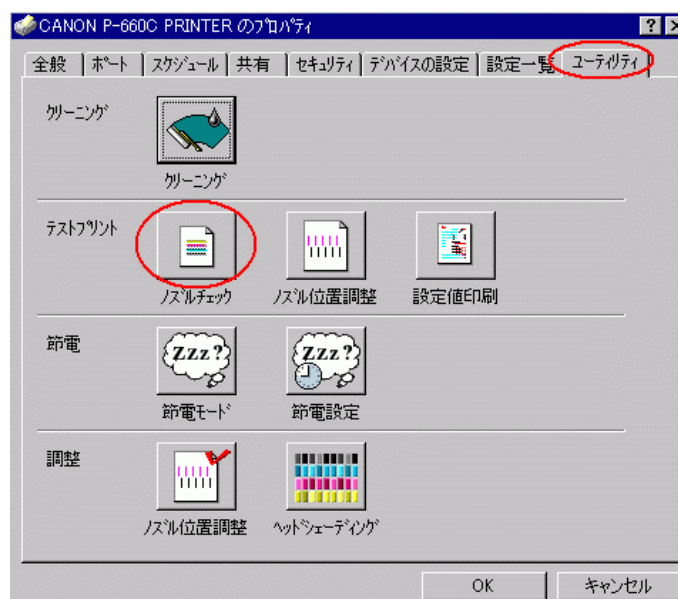 CANON P-660C PRINTER のﾌﾟﾛﾊﾟﾃｨ
全般 ﾎﾟｰﾄ ｽｹｼﾞｭｰﾙ 共有 ｾｷｭﾘﾃｨ ﾃﾞﾊﾞｲｽの設定 設定一覧 ﾕｰﾃｨﾘﾃｨ
ｸﾘｰﾆﾝｸﾞ
ｸﾘｰﾆﾝｸﾞ
ﾃｽﾄﾌﾟﾘﾝﾄ
ﾉｽﾞﾙﾁｪｯｸ ﾉｽﾞﾙ位置調整 設定値印刷
節電
Zzz? Zzz?
節電ﾓｰﾄﾞ 節電設定
調整
ﾉｽﾞﾙ位置調整 ﾍｯﾄﾞｼｪｰﾃﾞｨﾝｸﾞ
OK キャンセル